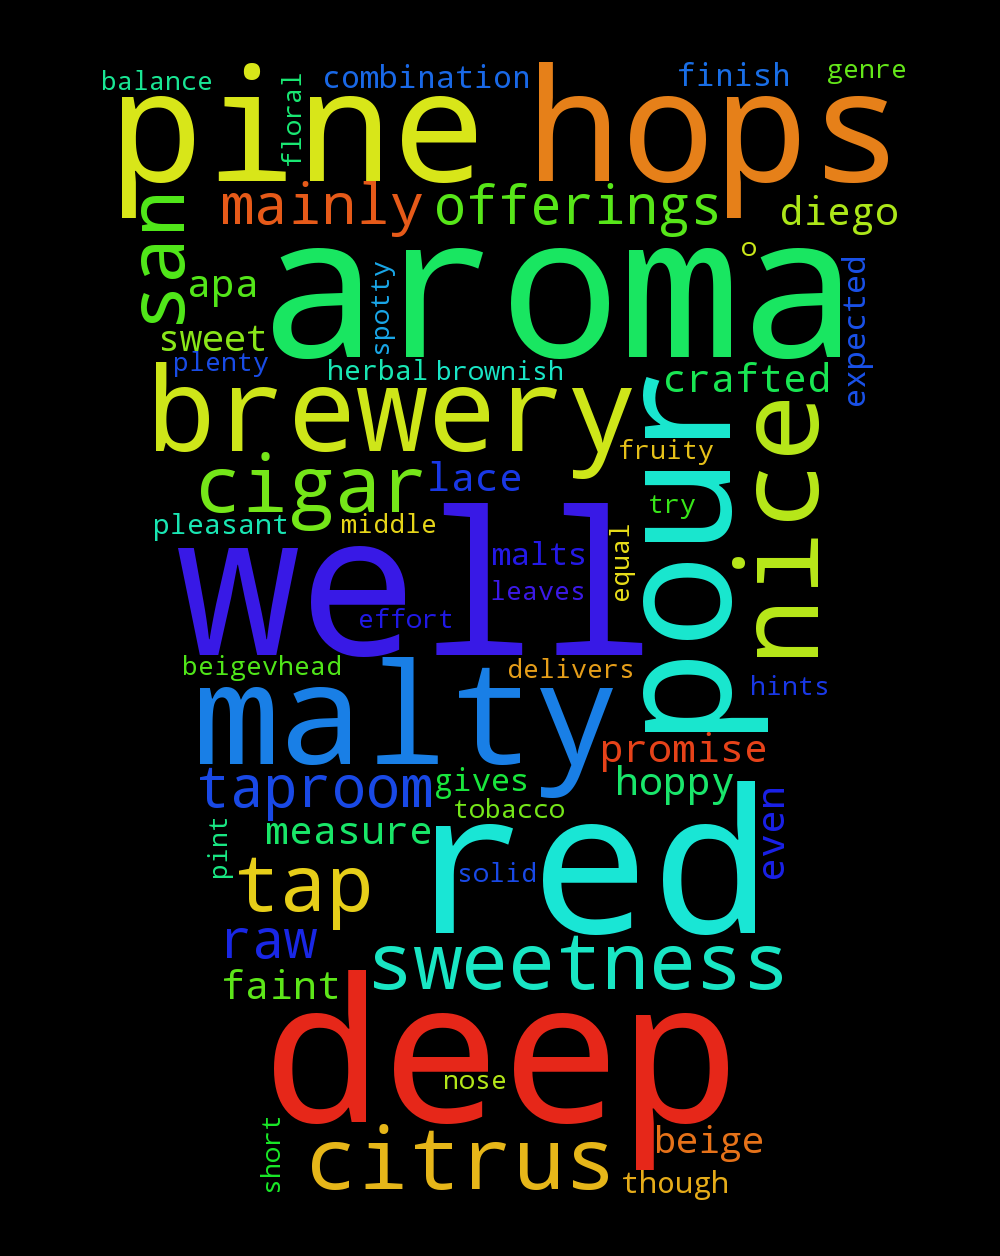 balance
combination
finish
genre
pine
floral
hops
san
mainly
offerings
diego
aroma
o
apa
spotty
expected
sweet
plenty
herbal
brownish
crafted
brewery
pour
nice
fruity
cigar
lace
try
pleasant
middle
well
malts
equal
leaves
effort
beigevhead
delivers
hints
malty
promise
taproom
gives
hoppy
tobacco
even
pint
measure
red
solid
tap
raw
sweetness
faint
deep
nose
short
citrus
beige
though